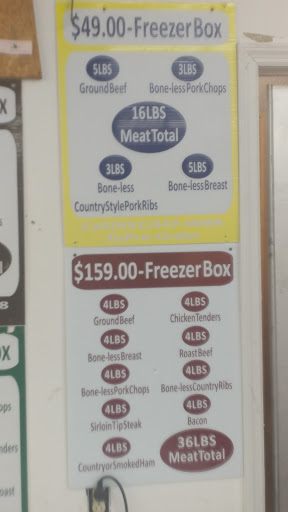 $49.00-FreezerBox
5LBS
GroundBeef
3LBS
Bone-lessPorkChops
16LBS
MeatTotal
3LBS
Bone-less
CountryStylePorkRibs
5LBS
Bone-lessBreast
$159.00-FreezerBox
4LBS
GroundBeef
4LBS
ChickenTenders
4LBS
Bone-lessBreast
4LBS
RoastBeef
4LBS
Bone-lessPorkChops
4LBS
Bone-lessCountryRibs
4LBS
SirloinTipSteak
4LBS
Bacon
4LBS
CountryorSmokedHam
36LBS
MeatTotal